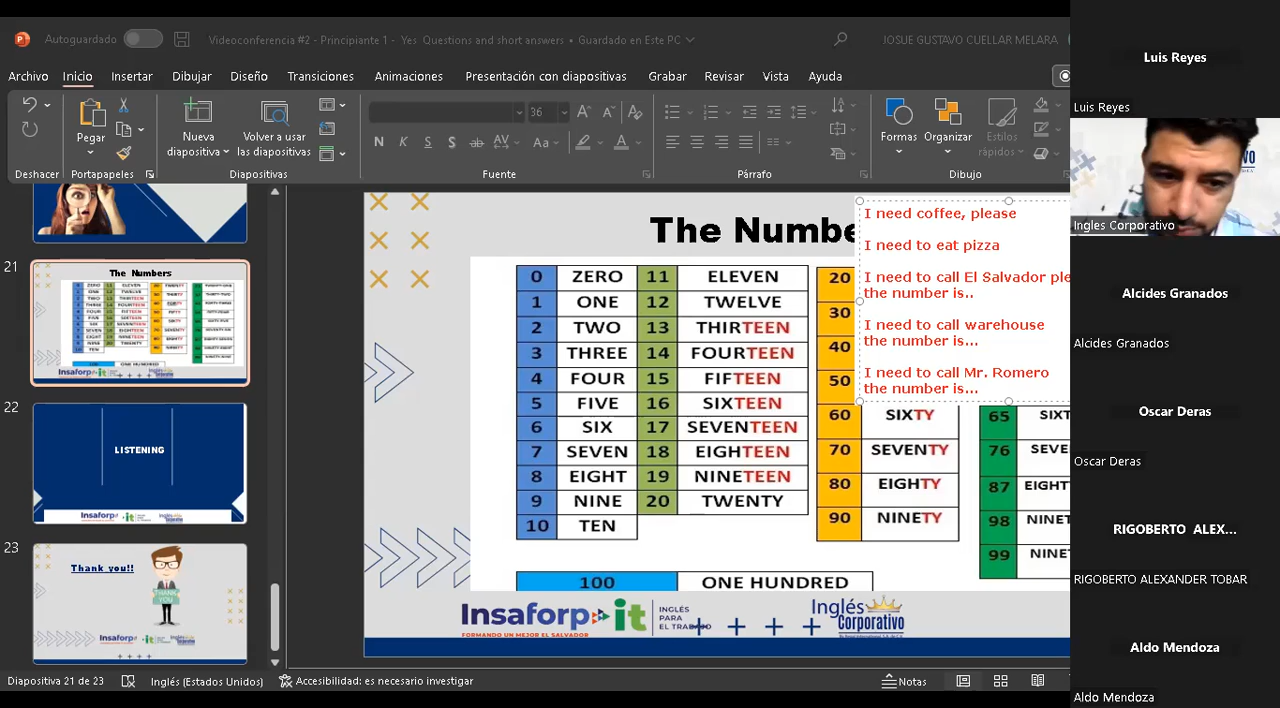 Autoguardado
Videoconferencia #2 - Principiante 1 - Yes Questions and short answers • Guardado en Este PC
JOSUE GUSTAVO CUELLAR MELARA
Archivo Inicio Insertar Dibujar Diseño Transiciones Animaciones Presentación con diapositivas Grabar Revisar Vista Ayuda
Pegar
Nueva diapositiva
Volver a usar las diapositivas
36
N K S S ab AV Aa A
Formas
Organizar
Estilos rápidos
Deshacer Portapapeles Diapositivas Fuente Párrafo Dibujo
21
The Numbers
22
LISTENING
23
Thank you!!
The Numbe
I need coffee, please
I need to eat pizza
I need to call El Salvador ple
the number is..
I need to call warehouse
the number is...
I need to call Mr. Romero
the number is...
0 ZERO 11 ELEVEN 20
1 ONE 12 TWELVE
2 TWO 13 THIRTEEN 30
3 THREE 14 FOURTEEN 40
4 FOUR 15 FIFTEEN 50
5 FIVE 16 SIXTEEN 60 SIXTY 65 SIXT
6 SIX 17 SEVENTEEN
7 SEVEN 18 EIGHTEEN 70 SEVENTY 76 SEVE
8 EIGHT 19 NINETEEN 80 EIGHTY 87 EIGHT
9 NINE 20 TWENTY 90 NINETY 98 NINET
10 TEN 99 NINET
100 ONE HUNDRED
Insaforp it
FORMANDO UN MEJOR EL SALVADOR
INGLÉS
PARA
EL TRABAJO
Inglés
Corporativo
Diapositiva 21 de 23 Inglés (Estados Unidos) Accesibilidad: es necesario investigar Notas
Luis Reyes
Luis Reyes
Ingles Corporativo
Alcides Granados
Alcides Granados
Oscar Deras
Oscar Deras
RIGOBERTO ALEX...
RIGOBERTO ALEXANDER TOBAR
Aldo Mendoza
Aldo Mendoza